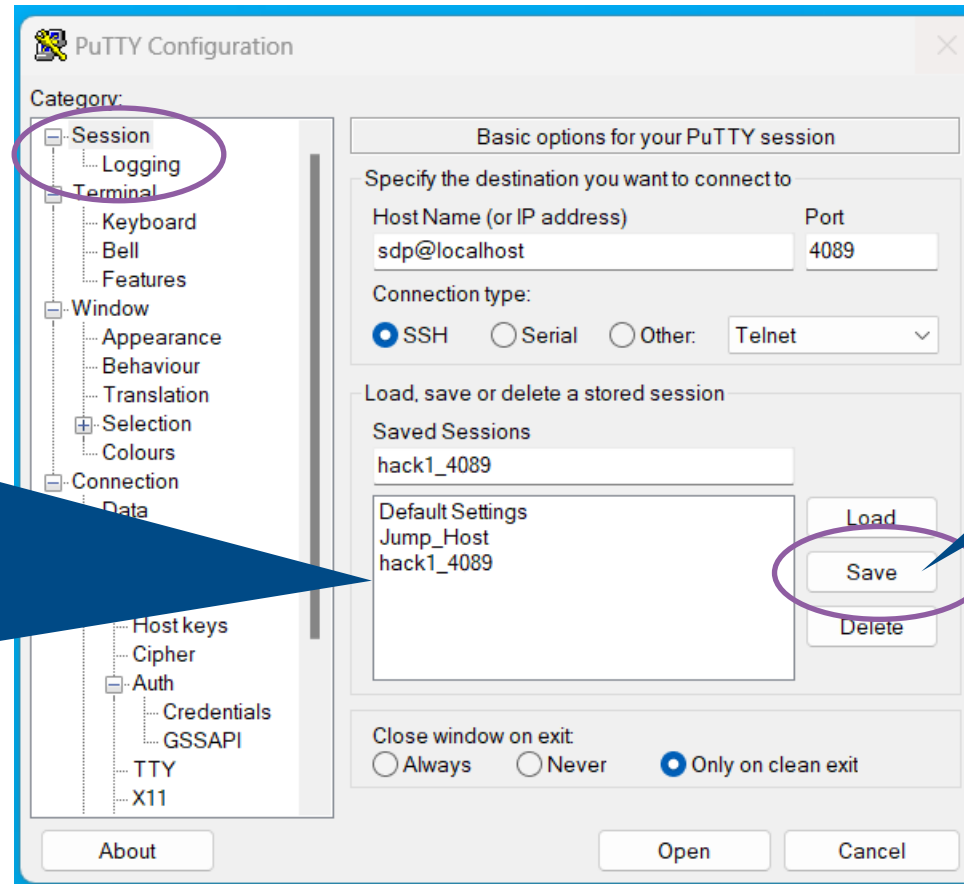 PuTTY Configuration
Category:
Session
Logging
Terminal
Keyboard
Bell
Features
Window
Appearance
Behaviour
Translation
Selection
Colours
Connection
Data
Host keys
Cipher
Auth
Credentials
GSSAPI
TTY
X11
Basic options for your PuTTY session
Specify the destination you want to connect to
Host Name (or IP address) Port
sdp@localhost 4089
Connection type:
SSH Serial Other: Telnet
Load, save or delete a stored session
Saved Sessions
hack1_4089
Default Settings
Jump_Host
hack1_4089
Load
Save
Delete
Close window on exit:
Always Never Only on clean exit
About Open Cancel